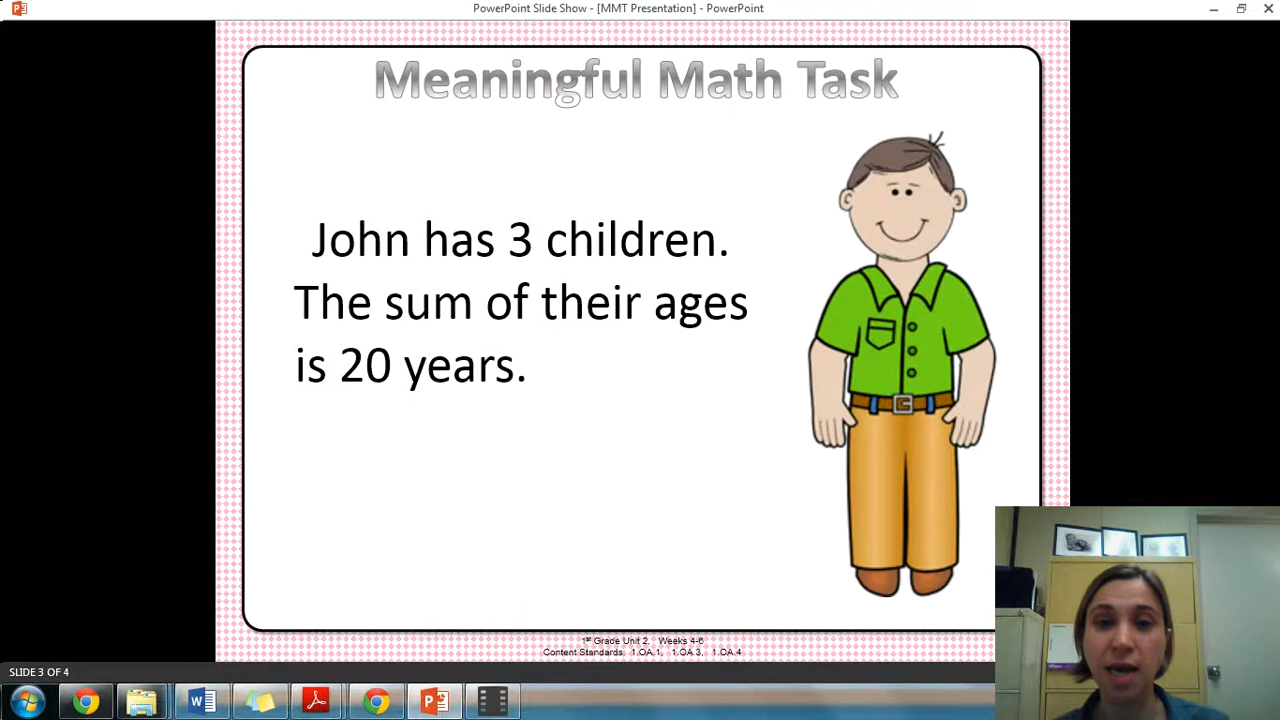 PowerPoint Slide Show - [MMT Presentation] - PowerPoint
Meaningful Math Task
John has 3 children.
The sum of their ages
is 20 years.
1st Grade Unit 2, Weeks 4-6
Content Standards: 1.OA.1, 1.OA.3, 1.OA.4
SLIDE 3 OF 4